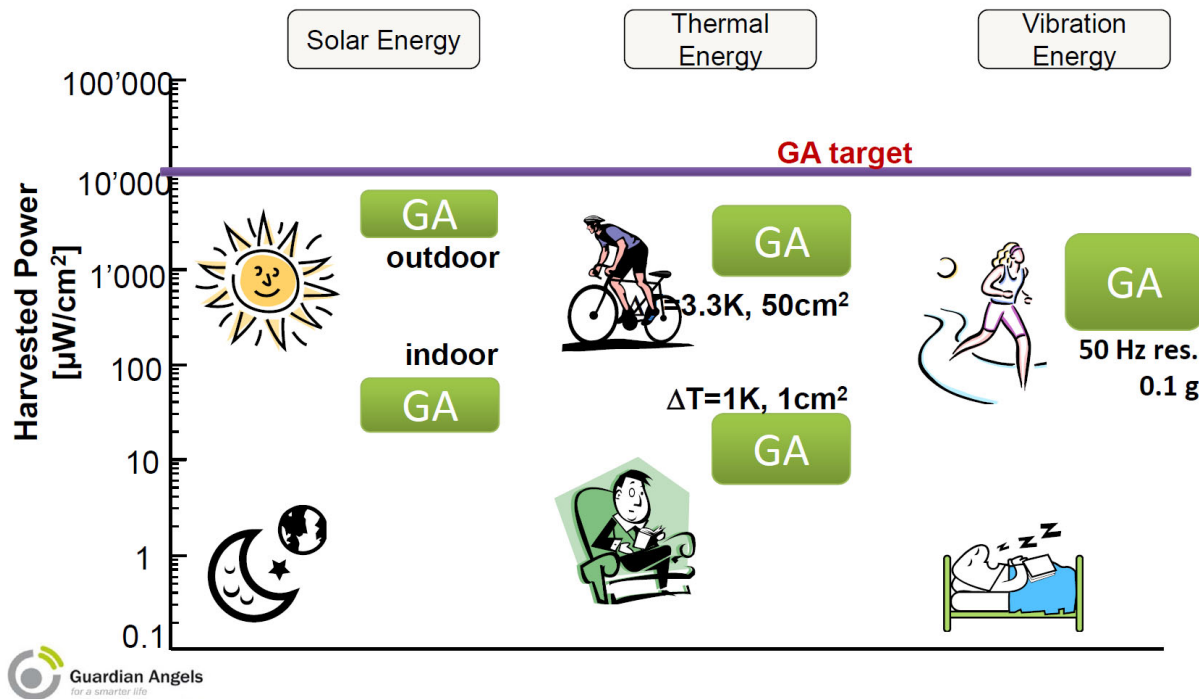 Solar Energy
Thermal
Energy
Vibration
Energy
100’000
10’000
1’000
100
10
1
0.1
Harvested Power
[µW/cm²]
GA target
GA
outdoor
indoor
GA
GA
=3.3K, 50cm²
ΔT=1K, 1cm²
GA
GA
50 Hz res.
0.1 g
z z Z
Guardian Angels
for a smarter life